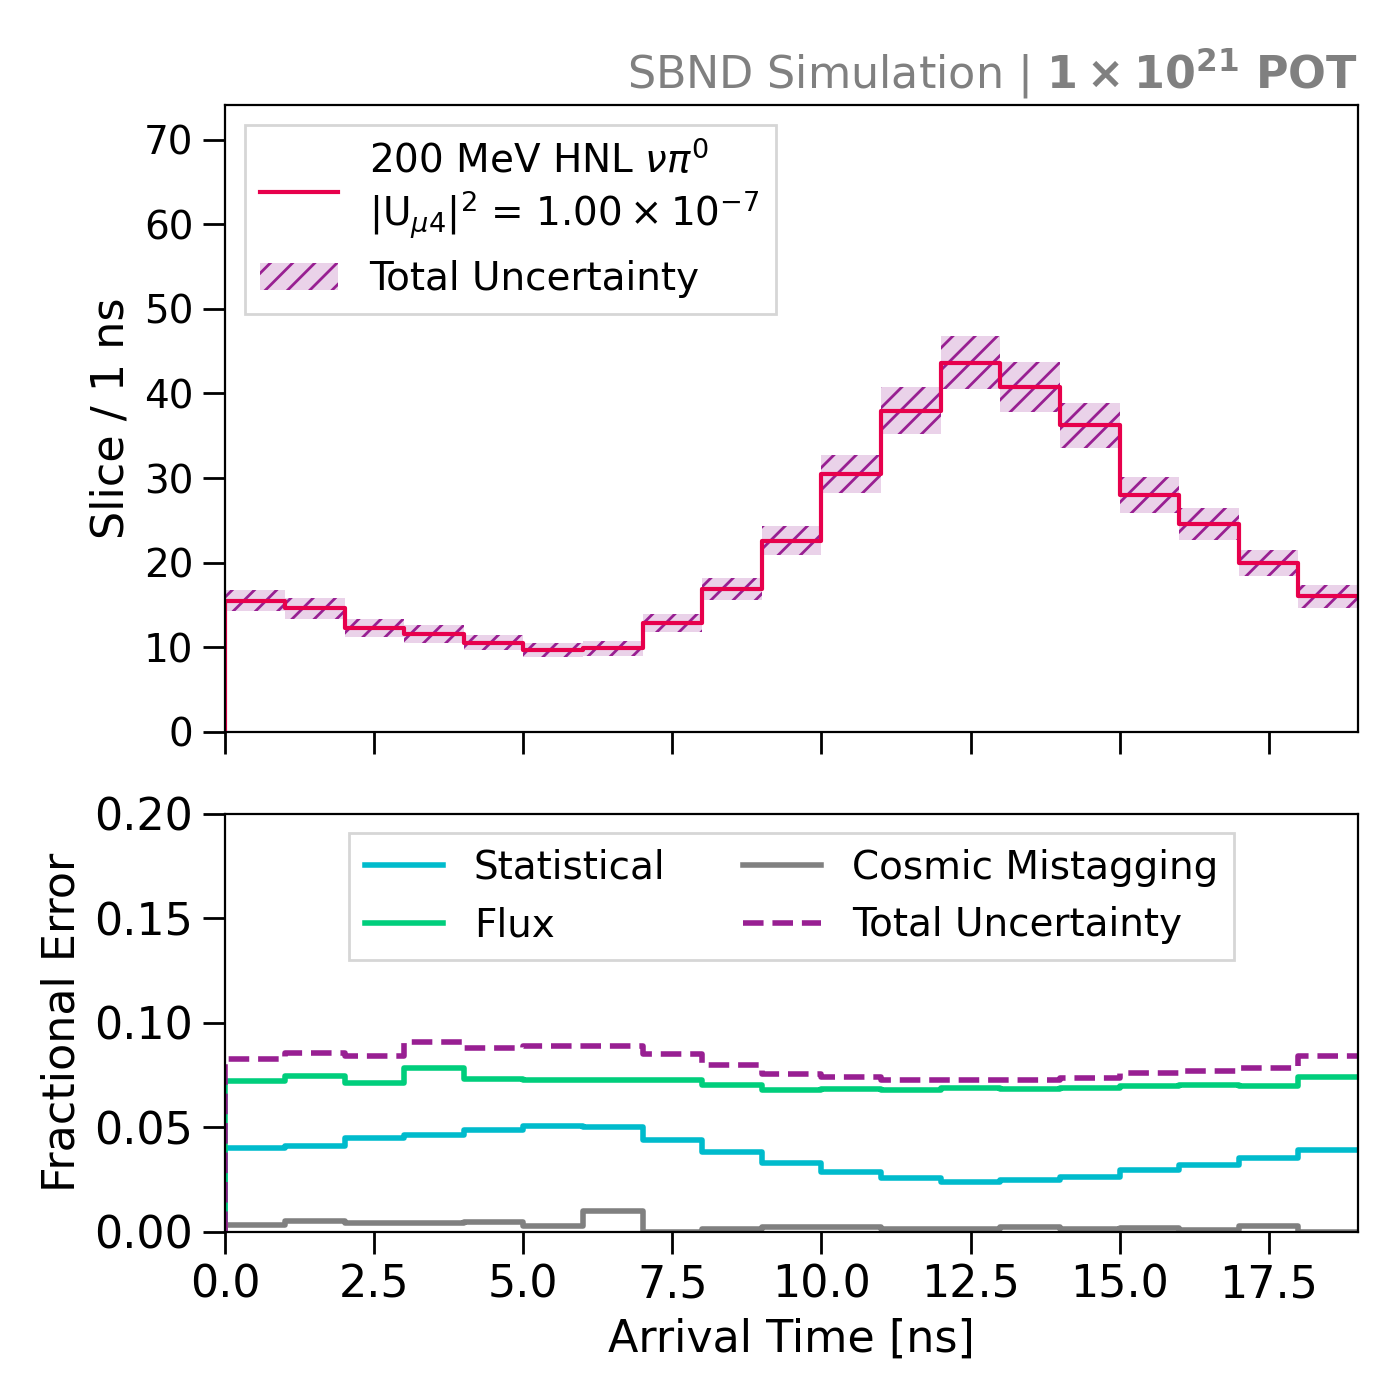 SBND Simulation | 1 × 10²¹ POT
200 MeV HNL νπ⁰
|U_μ4|² = 1.00 × 10⁻⁷
Total Uncertainty
Slice / 1 ns
70
60
50
40
30
20
10
0
Statistical
Flux
Cosmic Mistagging
Total Uncertainty
Fractional Error
0.20
0.15
0.10
0.05
0.00
0.0 2.5 5.0 7.5 10.0 12.5 15.0 17.5
Arrival Time [ns]